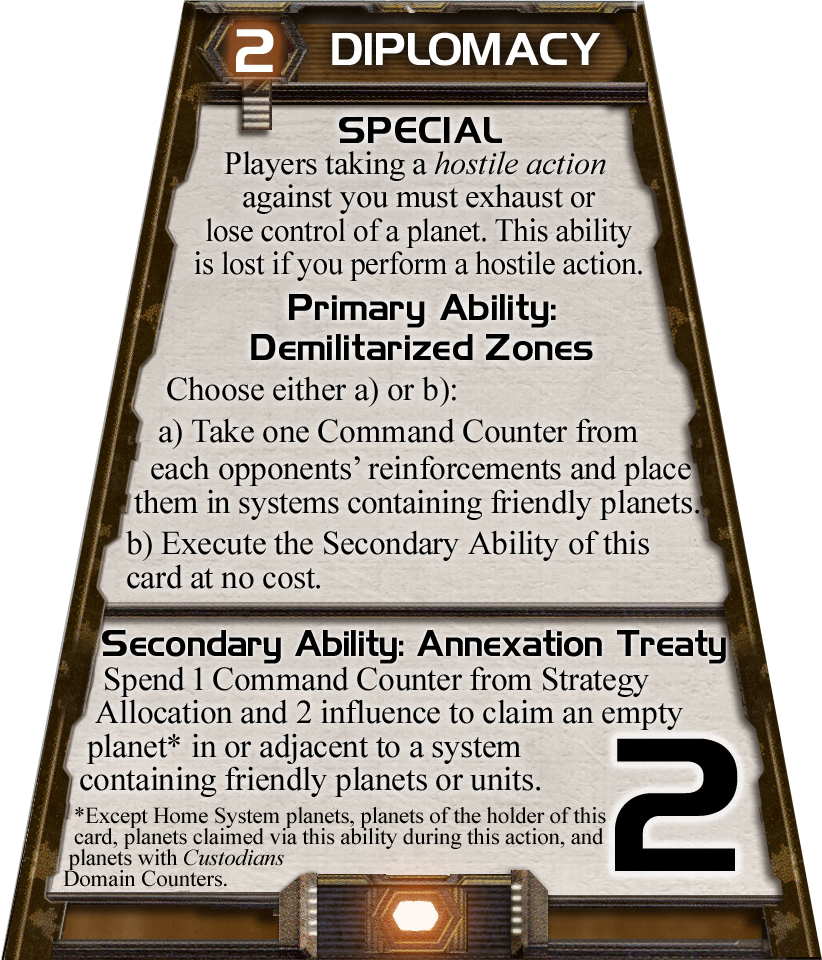 2 DIPLOMACY
SPECIAL
Players taking a hostile action
against you must exhaust or
lose control of a planet. This ability
is lost if you perform a hostile action.
Primary Ability:
Demilitarized Zones
Choose either a) or b):
a) Take one Command Counter from
each opponents’ reinforcements and place
them in systems containing friendly planets.
b) Execute the Secondary Ability of this
card at no cost.
Secondary Ability: Annexation Treaty
Spend 1 Command Counter from Strategy
Allocation and 2 influence to claim an empty
planet* in or adjacent to a system
containing friendly planets or units.
*Except Home System planets, planets of the holder of this
card, planets claimed via this ability during this action, and
planets with Custodians
Domain Counters.
2